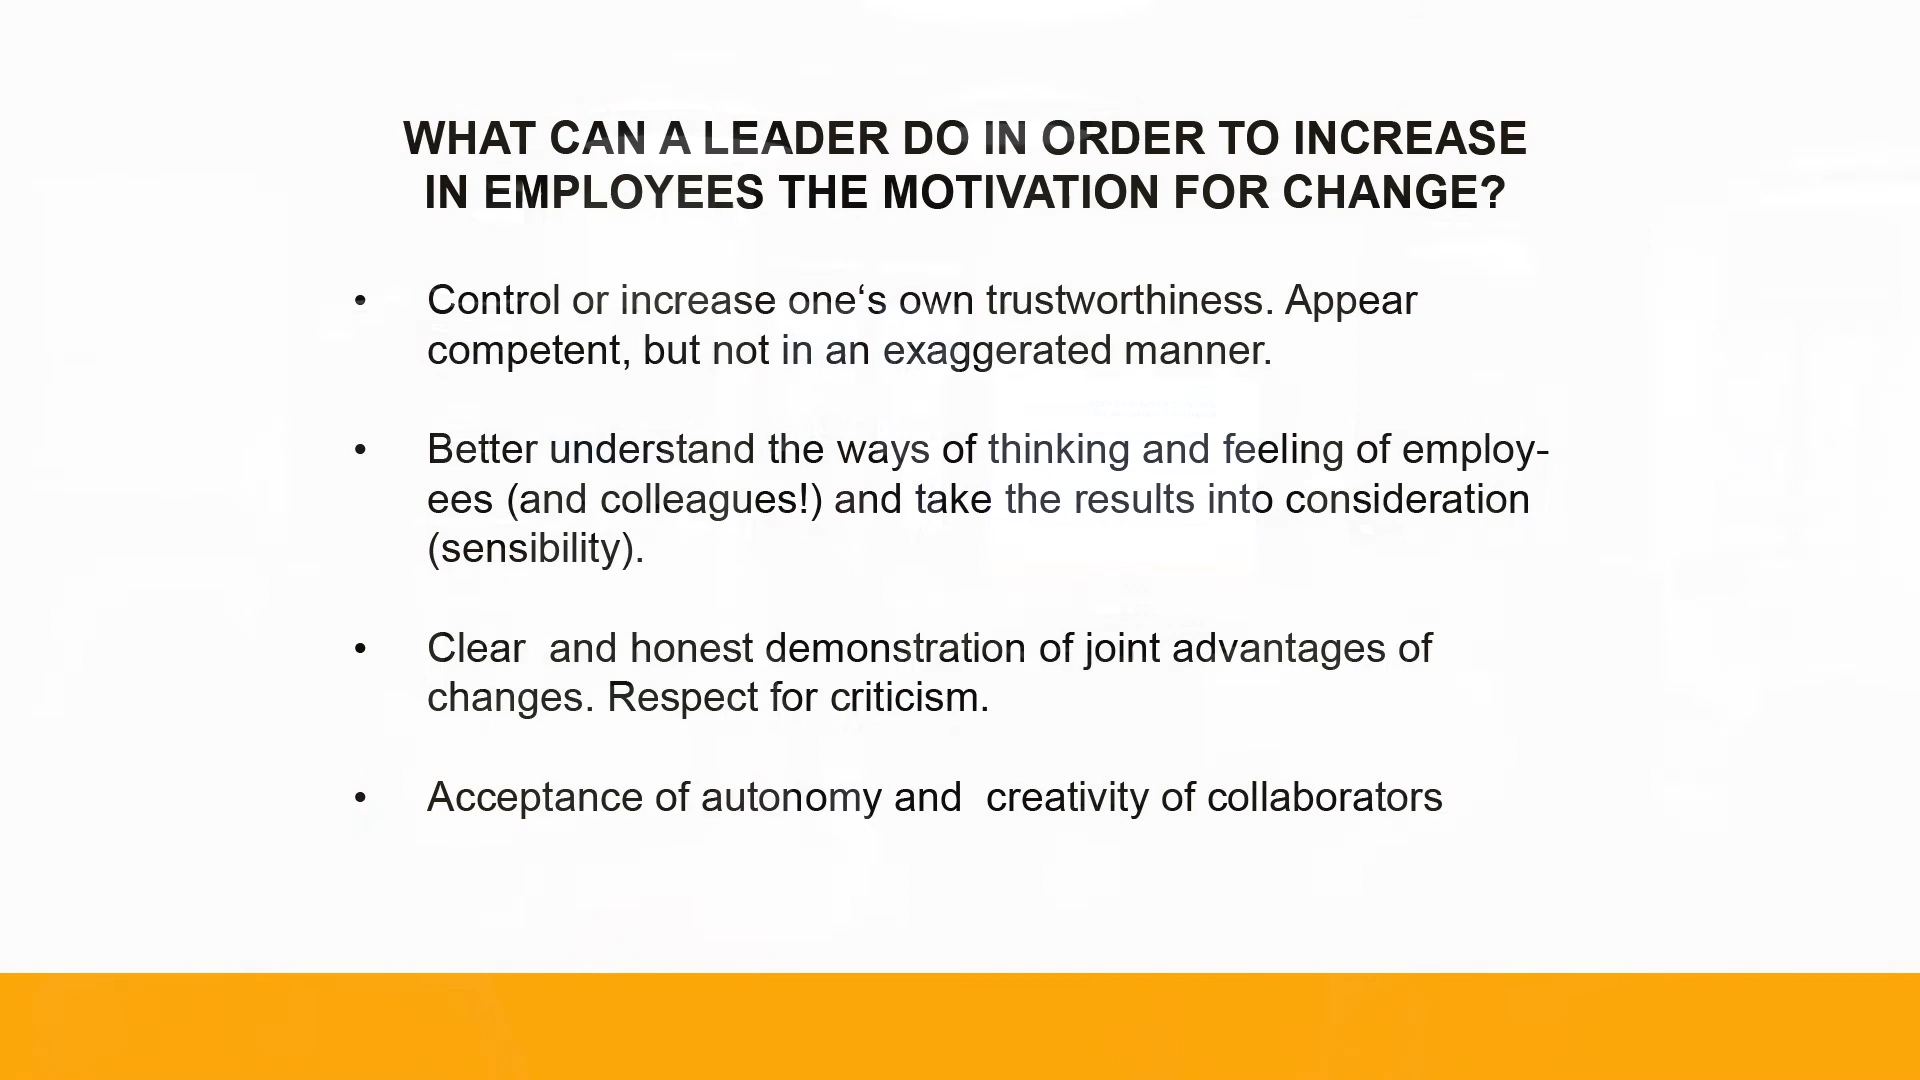 WHAT CAN A LEADER DO IN ORDER TO INCREASE
IN EMPLOYEES THE MOTIVATION FOR CHANGE?
• Control or increase one‘s own trustworthiness. Appear
competent, but not in an exaggerated manner.
• Better understand the ways of thinking and feeling of employ-
ees (and colleagues!) and take the results into consideration
(sensibility).
• Clear  and honest demonstration of joint advantages of
changes. Respect for criticism.
• Acceptance of autonomy and  creativity of collaborators